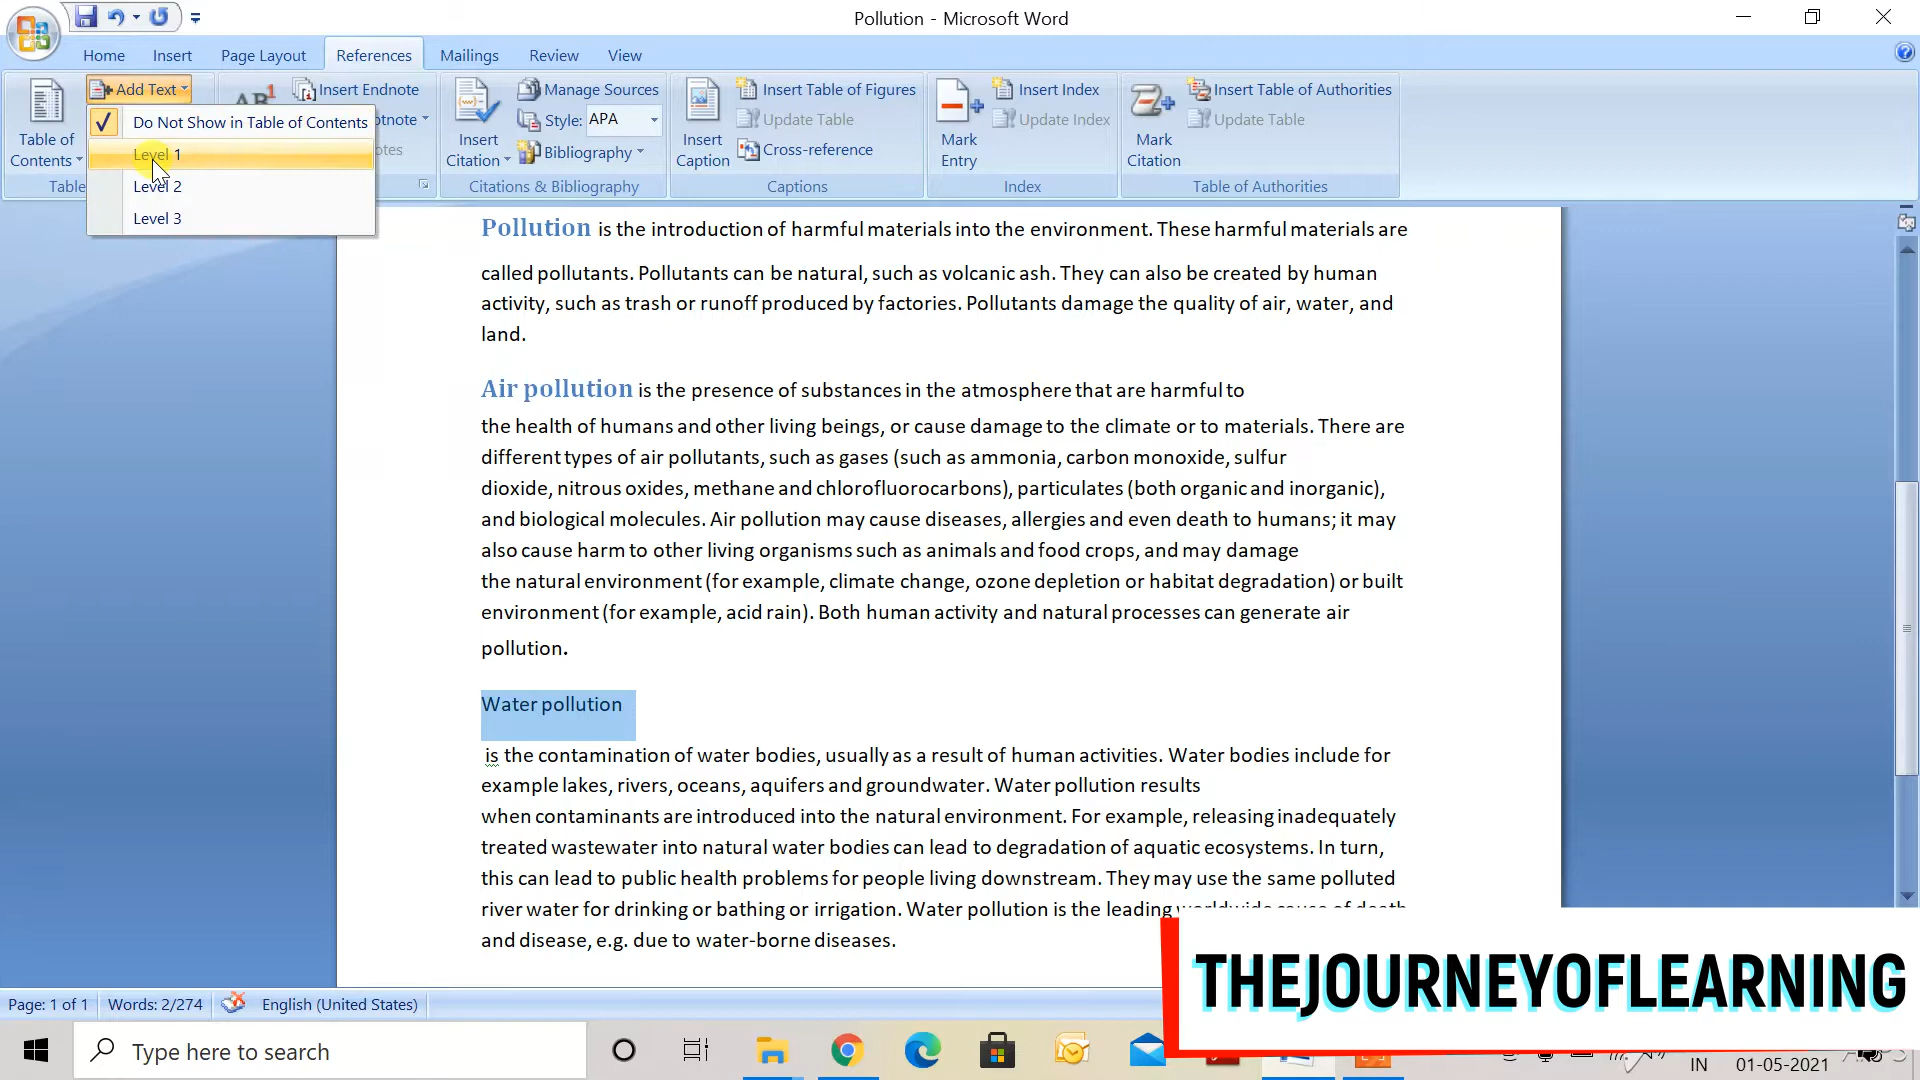 Pollution - Microsoft Word
Home Insert Page Layout References Mailings Review View
Add Text
Insert Endnote
Manage Sources
Insert Table of Figures
Insert Index
Insert Table of Authorities
AB1
Do Not Show in Table of Contents
Style: APA
Update Table
Update Index
Update Table
Table of
Contents
Insert
Citation
Insert
Caption
Mark
Entry
Mark
Citation
Level 1
Bibliography
Cross-reference
Level 2
Level 3
Table
Citations & Bibliography
Captions
Index
Table of Authorities
Pollution is the introduction of harmful materials into the environment. These harmful materials are
called pollutants. Pollutants can be natural, such as volcanic ash. They can also be created by human
activity, such as trash or runoff produced by factories. Pollutants damage the quality of air, water, and
land.
Air pollution is the presence of substances in the atmosphere that are harmful to
the health of humans and other living beings, or cause damage to the climate or to materials. There are
different types of air pollutants, such as gases (such as ammonia, carbon monoxide, sulfur
dioxide, nitrous oxides, methane and chlorofluorocarbons), particulates (both organic and inorganic),
and biological molecules. Air pollution may cause diseases, allergies and even death to humans; it may
also cause harm to other living organisms such as animals and food crops, and may damage
the natural environment (for example, climate change, ozone depletion or habitat degradation) or built
environment (for example, acid rain). Both human activity and natural processes can generate air
pollution.
Water pollution
is the contamination of water bodies, usually as a result of human activities. Water bodies include for
example lakes, rivers, oceans, aquifers and groundwater. Water pollution results
when contaminants are introduced into the natural environment. For example, releasing inadequately
treated wastewater into natural water bodies can lead to degradation of aquatic ecosystems. In turn,
this can lead to public health problems for people living downstream. They may use the same polluted
river water for drinking or bathing or irrigation. Water pollution is the leading worldwide cause of death
and disease, e.g. due to water-borne diseases.
THEJOURNEYOFLEARNING
Page: 1 of 1 Words: 2/274 English (United States)
Type here to search
IN 01-05-2021